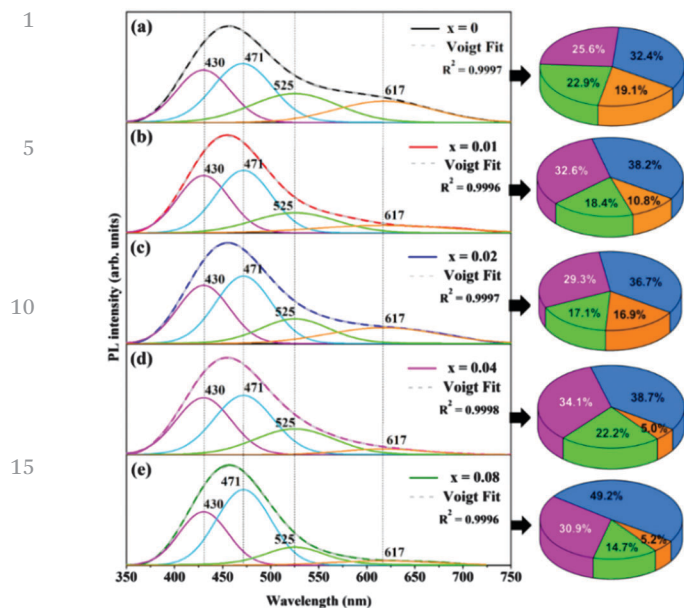 1
5
10
15
PL intensity (arb. units)
(a)
x = 0
Voigt Fit
R² = 0.9997
430
471
525
617
25.6%
32.4%
22.9%
19.1%
(b)
x = 0.01
Voigt Fit
R² = 0.9996
430
471
525
617
32.6%
38.2%
18.4%
10.8%
(c)
x = 0.02
Voigt Fit
R² = 0.9997
430
471
525
617
29.3%
36.7%
17.1%
16.9%
(d)
x = 0.04
Voigt Fit
R² = 0.9998
430
471
525
617
34.1%
38.7%
22.2%
5.0%
(e)
x = 0.08
Voigt Fit
R² = 0.9996
430
471
525
617
49.2%
30.9%
14.7%
5.2%
350 400 450 500 550 600 650 700 750
Wavelength (nm)